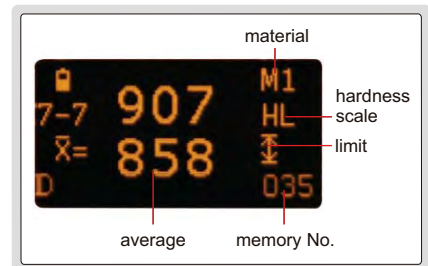 material
M1
7-7 907 HL
hardness
scale
X̄= 858
limit
D 035
average memory No.